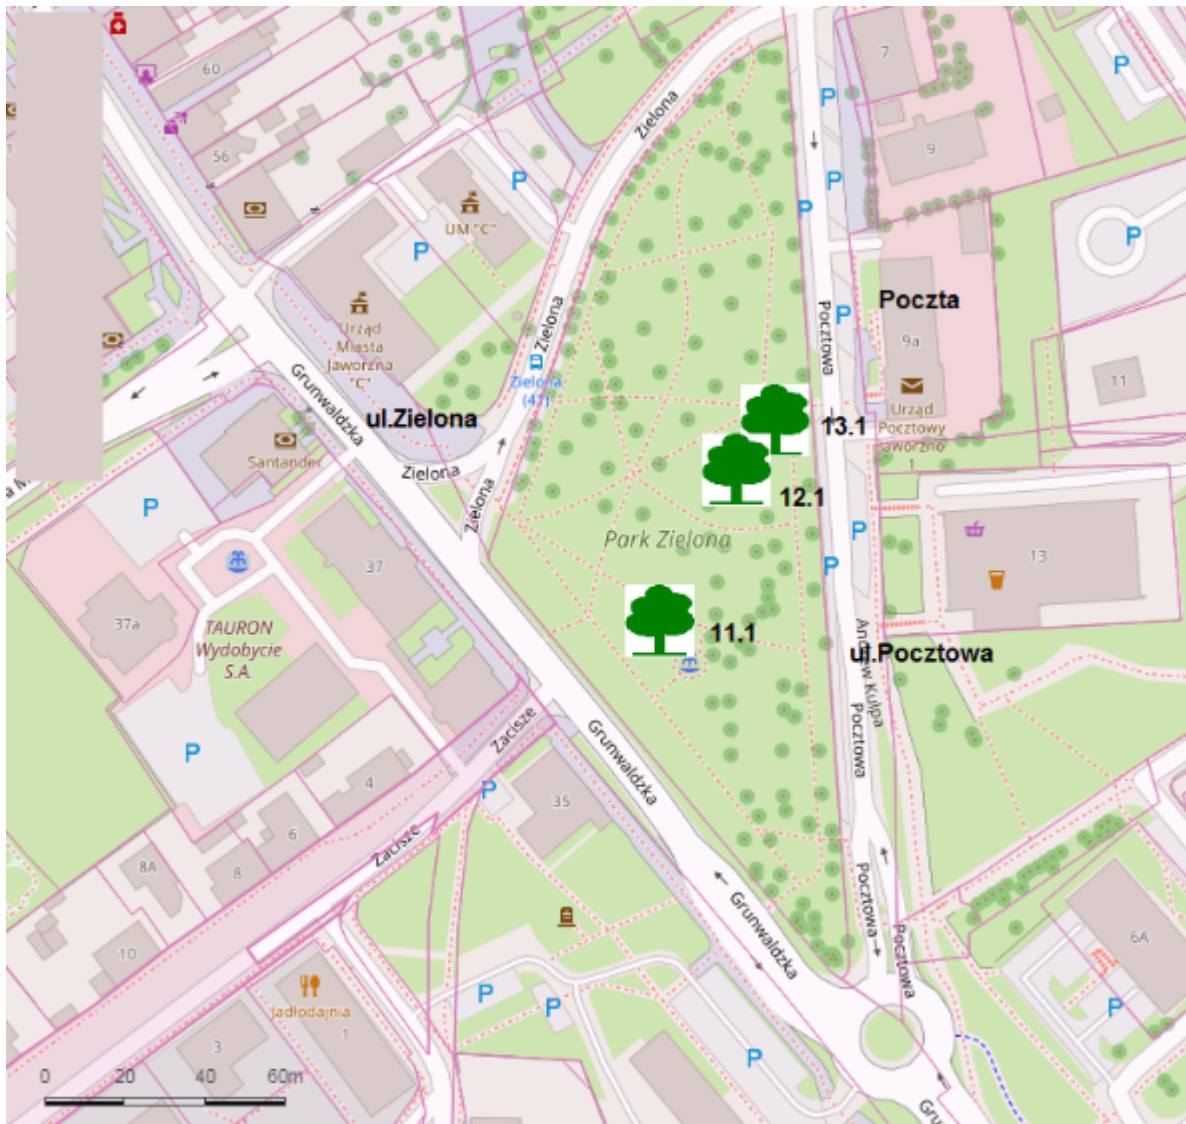 60
7
P
P
56
9
P
P
P
UM "C"
P
P
Zielona
Poczta
P
Pocztowa
Zielona
9a
Urząd
Miasta
Jaworzna
"C"
Zielona
(41)
11
Grunwaldzka
ul.Zielona
13.1
Urząd
Pocztowy
Jaworzno
1
Santander
Zielona
12.1
P
Zielona
P
Park Zielona
13
37
P
37a
TAURON
Wydobycie
S.A.
11.1
ul.Pocztowa
Andrzew Kulpa
Pocztowa
Zacisze
Grunwaldzka
P
4
P
35
6
Zacisze
8A
8
Pocztowa
Grunwaldzka
Pocztowa
6A
10
P
P
P
Jadłodajnia
1
3
P
0 20 40 60m
Gru